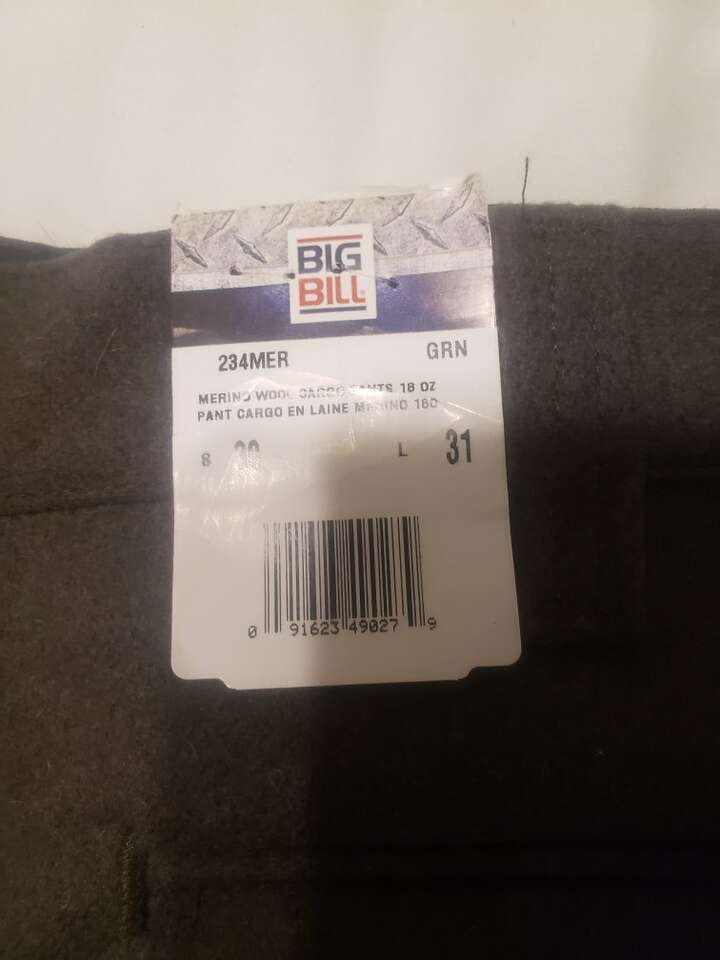 BIG
BILL
234MER GRN
MERINO WOOL CARGO PANTS 18 OZ
PANT CARGO EN LAINE MERINO 18O
S L 31
0 91623 49027 9